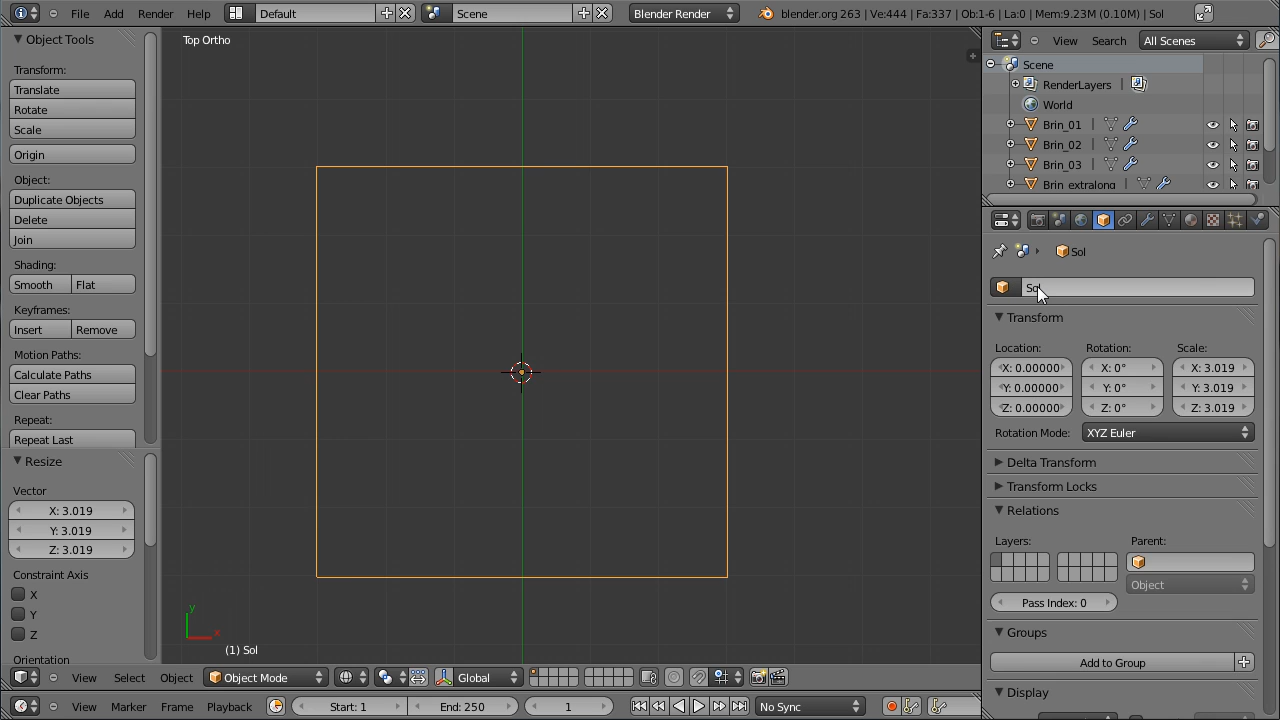 File Add Render Help Default Scene Blender Render blender.org 263 | Ve:444 | Fa:337 | Ob:1-6 | La:0 | Mem:9.23M (0.10M) | Sol
Object Tools
Transform:
Translate
Rotate
Scale
Origin
Object:
Duplicate Objects
Delete
Join
Shading:
Smooth Flat
Keyframes:
Insert Remove
Motion Paths:
Calculate Paths
Clear Paths
Repeat:
Repeat Last
Resize
Vector
X: 3.019
Y: 3.019
Z: 3.019
Constraint Axis
X
Y
Z
Orientation
Top Ortho
y
x
(1) Sol
View Select Object Object Mode Global
View Marker Frame Playback Start: 1 End: 250 1 No Sync
View Search All Scenes
Scene
RenderLayers |
World
Brin_01 |
Brin_02 |
Brin_03 |
Brin_extralong |
Sol
Sol
Transform
Location: Rotation: Scale:
X: 0.00000 X: 0° X: 3.019
Y: 0.00000 Y: 0° Y: 3.019
Z: 0.00000 Z: 0° Z: 3.019
Rotation Mode: XYZ Euler
Delta Transform
Transform Locks
Relations
Layers: Parent:
Object
Pass Index: 0
Groups
Add to Group
Display